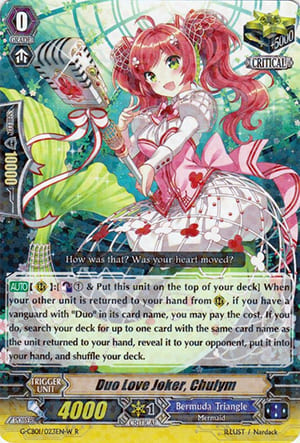 0
GRADE
+5000
CRITICAL
10000
SHIELD
How was that? Was your heart moved?
AUTO [ ]:[ 1 & Put this unit on the top of your deck] When
your other unit is returned to your hand from , if you have a
vanguard with "Duo" in its card name, you may pay the cost. If you
do, search your deck for up to one card with the same card name as
the unit returned to your hand, reveal it to your opponent, put it into
your hand, and shuffle your deck.
TRIGGER
UNIT
Duo Love Joker, Chulym
POWER
4000
1
CRITICAL
Bermuda Triangle
Mermaid
G-CB01/023EN-W R
ILLUST / Nardack